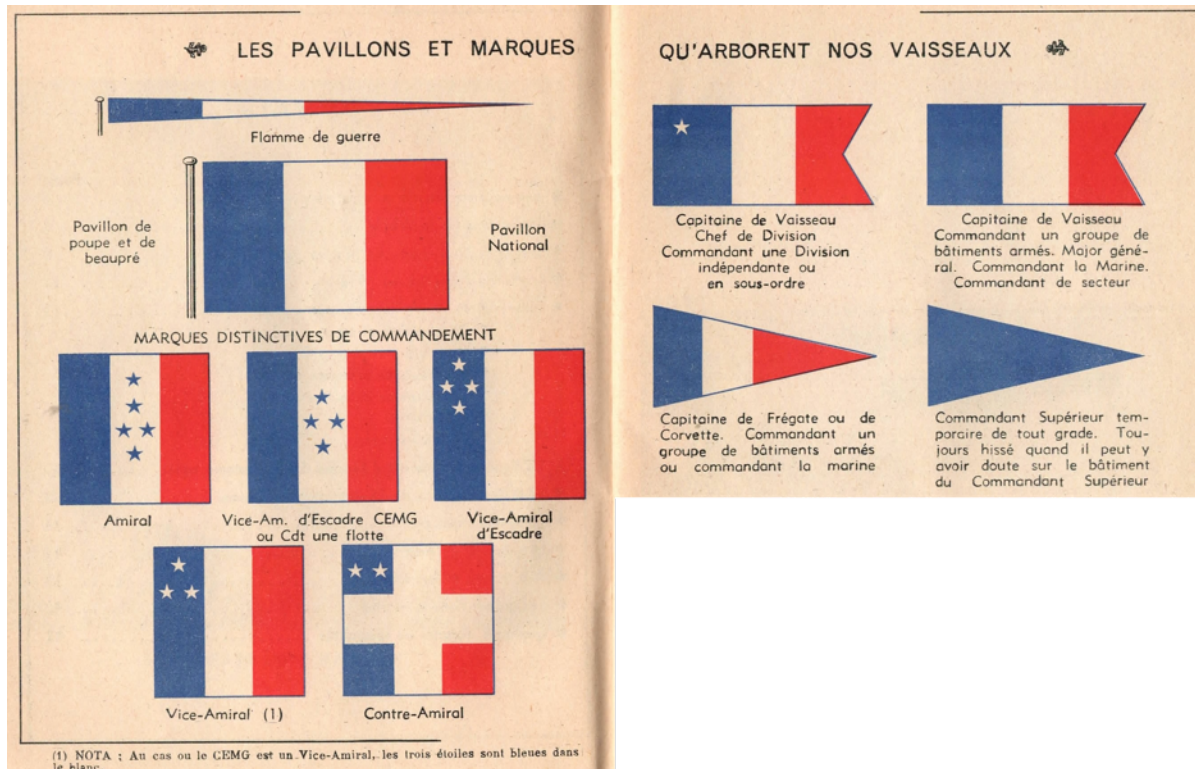 LES PAVILLONS ET MARQUES
QU'ARBORENT NOS VAISSEAUX
Flamme de guerre
Pavillon de
poupe et de
beaupré
Pavillon
National
MARQUES DISTINCTIVES DE COMMANDEMENT
Amiral
Vice-Am. d'Escadre CEMG
ou Cdt une flotte
Vice-Amiral
d'Escadre
Vice-Amiral (1)
Contre-Amiral
(1) NOTA : Au cas ou le CEMG est un Vice-Amiral, les trois étoiles sont bleues dans
le blanc
Capitaine de Vaisseau
Chef de Division
Commandant une Division
indépendante ou
en sous-ordre
Capitaine de Vaisseau
Commandant un groupe de
bâtiments armés. Major géné-
ral. Commandant la Marine.
Commandant de secteur
Capitaine de Frégate ou de
Corvette. Commandant un
groupe de bâtiments armés
ou commandant la marine
Commandant Supérieur tem-
poraire de tout grade. Tou-
jours hissé quand il peut y
avoir doute sur le bâtiment
du Commandant Supérieur